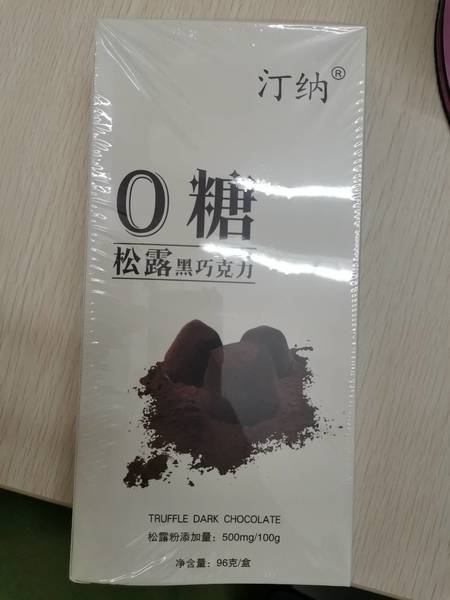 汀纳®
0糖
松露黑巧克力
TRUFFLE DARK CHOCOLATE
松露粉添加量：500mg/100g
净含量：96克/盒